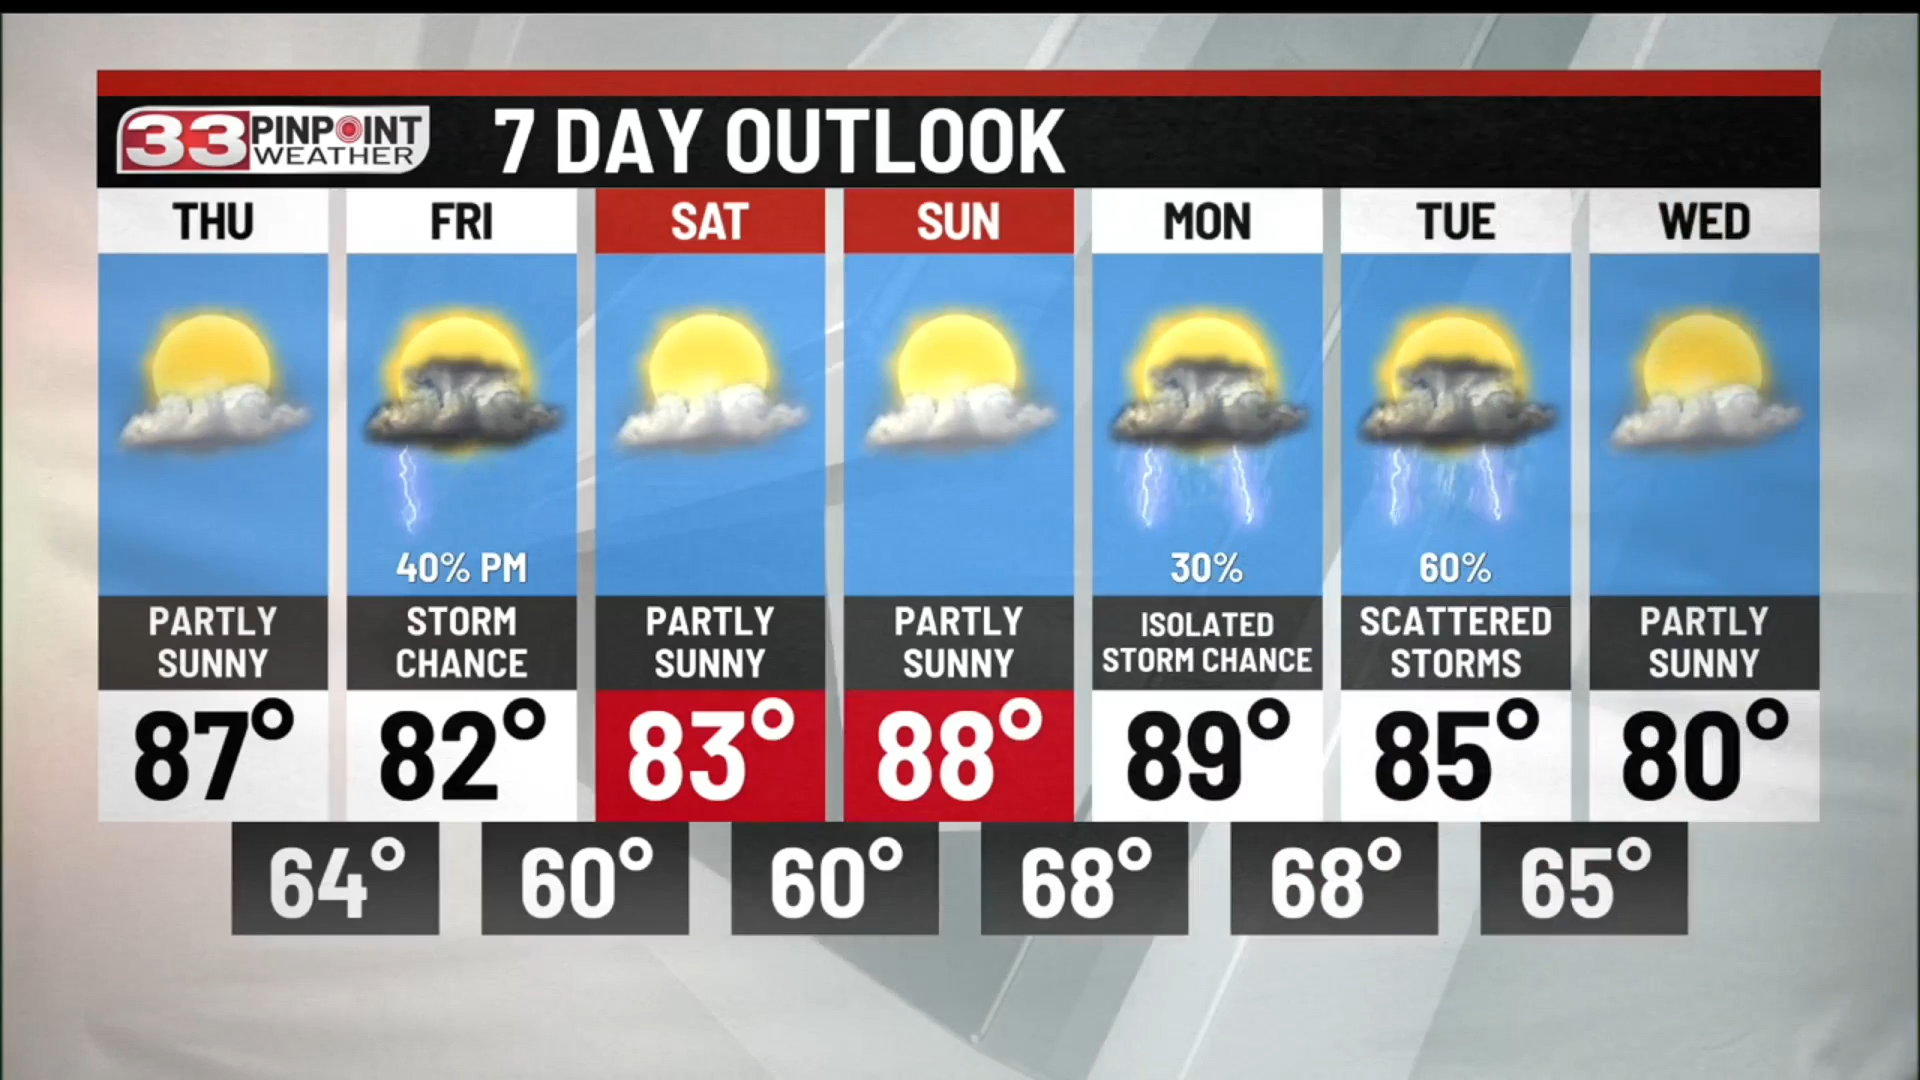 33 PINPOINT
WEATHER
7 DAY OUTLOOK
THU
FRI
SAT
SUN
MON
TUE
WED
40% PM
30%
60%
PARTLY
SUNNY
STORM
CHANCE
PARTLY
SUNNY
PARTLY
SUNNY
ISOLATED
STORM CHANCE
SCATTERED
STORMS
PARTLY
SUNNY
87°
82°
83°
88°
89°
85°
80°
64°
60°
60°
68°
68°
65°